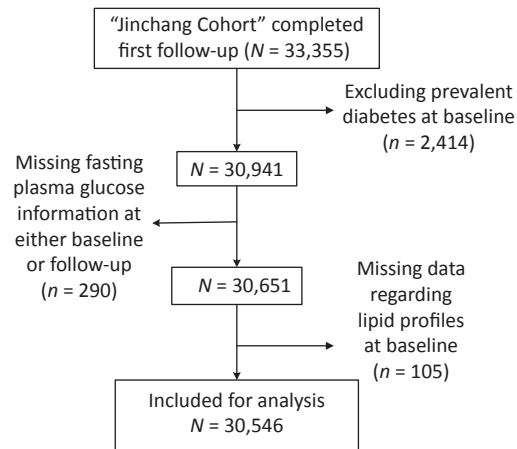 “Jinchang Cohort” completed
first follow-up (N = 33,355)
Excluding prevalent
diabetes at baseline
(n = 2,414)
N = 30,941
Missing fasting
plasma glucose
information at
either baseline
or follow-up
(n = 290)
N = 30,651
Missing data
regarding
lipid profiles
at baseline
(n = 105)
Included for analysis
N = 30,546